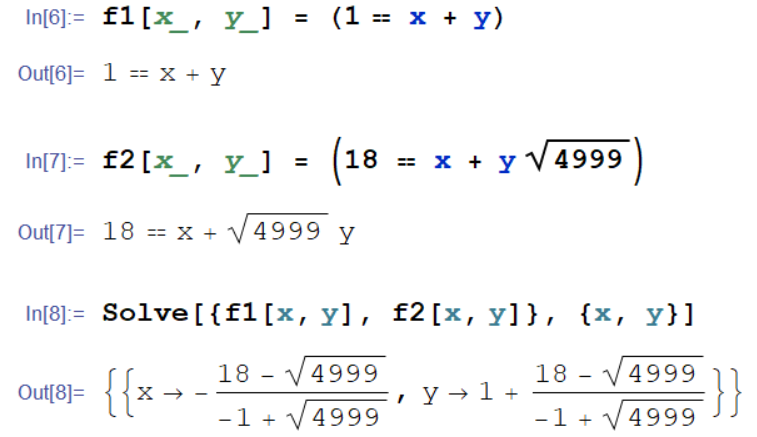 In[6]:= f1[x_, y_] = (1 == x + y)
Out[6]= 1 == x + y
In[7]:= f2[x_, y_] = (18 == x + y √4999)
Out[7]= 18 == x + √4999 y
In[8]:= Solve[{f1[x, y], f2[x, y]}, {x, y}]
Out[8]= {{x → - (18 - √4999)/(-1 + √4999), y → 1 + (18 - √4999)/(-1 + √4999)}}